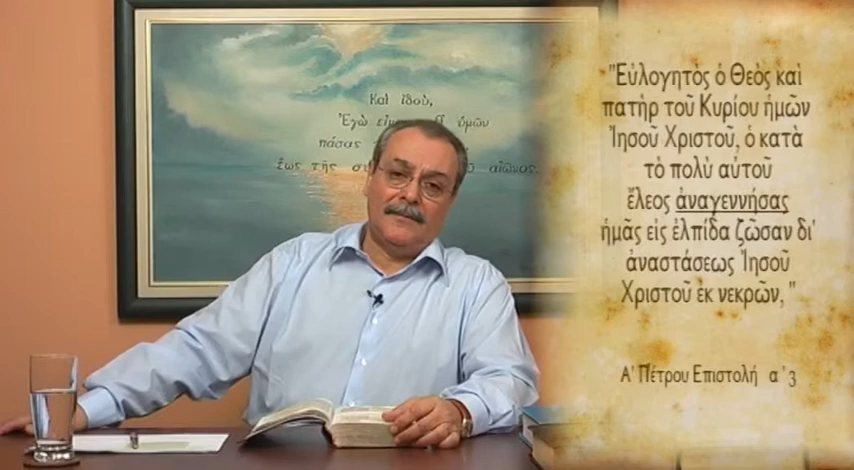 Καὶ ἰδού,
Ἐγὼ ὑμῶν
πάσας
ἕως τῆς αἰῶνος.
"Εὐλογητὸς ὁ Θεὸς καὶ
πατὴρ τοῦ Κυρίου ἡμῶν
Ἰησοῦ Χριστοῦ, ὁ κατὰ
τὸ πολὺ αὐτοῦ
ἔλεος ἀναγεννήσας
ἡμᾶς εἰς ἐλπίδα ζῶσαν δι'
ἀναστάσεως Ἰησοῦ
Χριστοῦ ἐκ νεκρῶν, "
Α' Πέτρου Επιστολή α '3